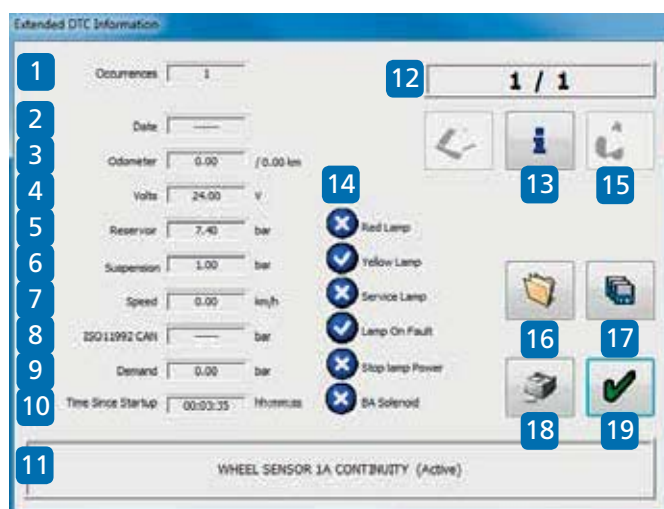 Extended DTC Information
1 Occurrences 1
12 1 / 1
2 Date -----
3 Odometer 0.00 / 0.00 km
i
13
15
4 Volts 24.00 V
14
5 Reservoir 7.40 bar
Red Lamp
6 Suspension 1.00 bar
Yellow Lamp
7 Speed 0.00 km/h
Service Lamp
8 ISO11992 CAN ----- bar
Lamp On Fault
16
17
9 Demand 0.00 bar
Stop lamp Power
10 Time Since Startup 00:03:35 hh:mm:ss
BA Solenoid
18
19
11 WHEEL SENSOR 1A CONTINUITY (Active)